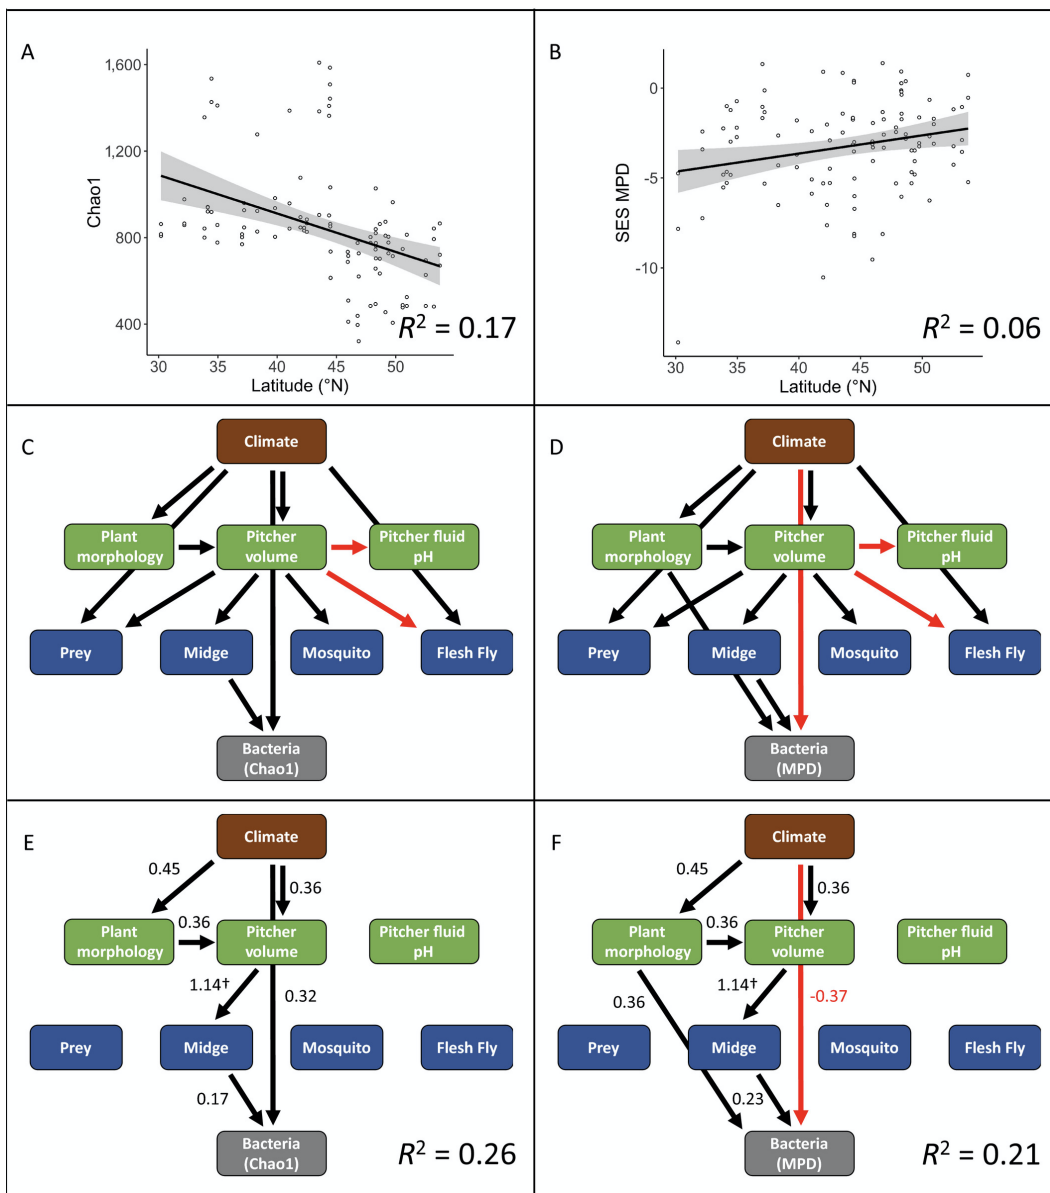 A
1,600
1,200
800
400
Chao1
30
35
40
45
50
Latitude (°N)
R² = 0.17
B
0
-5
-10
SES MPD
30
35
40
45
50
Latitude (°N)
R² = 0.06
C
Climate
Plant
morphology
Pitcher
volume
Pitcher fluid
pH
Prey
Midge
Mosquito
Flesh Fly
Bacteria
(Chao1)
D
Climate
Plant
morphology
Pitcher
volume
Pitcher fluid
pH
Prey
Midge
Mosquito
Flesh Fly
Bacteria
(MPD)
E
Climate
0.45
0.36
Plant
morphology
0.36
Pitcher
volume
Pitcher fluid
pH
1.14†
0.32
Prey
Midge
Mosquito
Flesh Fly
0.17
Bacteria
(Chao1)
R² = 0.26
F
Climate
0.45
0.36
Plant
morphology
0.36
Pitcher
volume
Pitcher fluid
pH
0.36
1.14†
-0.37
Prey
Midge
Mosquito
Flesh Fly
0.23
Bacteria
(MPD)
R² = 0.21